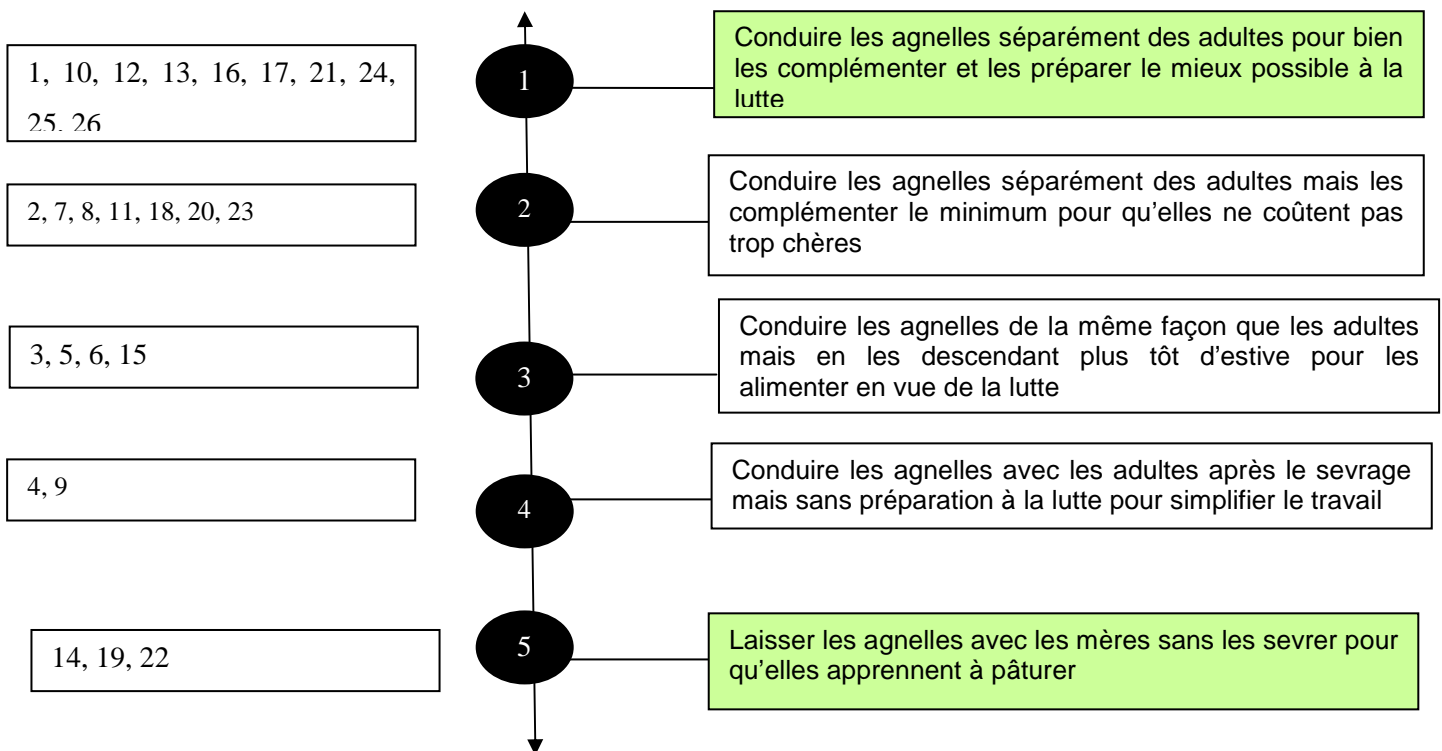 1, 10, 12, 13, 16, 17, 21, 24,
25, 26
1
Conduire les agnelles séparément des adultes pour bien
les complémenter et les préparer le mieux possible à la
lutte
2, 7, 8, 11, 18, 20, 23
2
Conduire les agnelles séparément des adultes mais les
complémenter le minimum pour qu’elles ne coûtent pas
trop chères
3, 5, 6, 15
3
Conduire les agnelles de la même façon que les adultes
mais en les descendant plus tôt d’estive pour les
alimenter en vue de la lutte
4, 9
4
Conduire les agnelles avec les adultes après le sevrage
mais sans préparation à la lutte pour simplifier le travail
14, 19, 22
5
Laisser les agnelles avec les mères sans les sevrer pour
qu’elles apprennent à pâturer